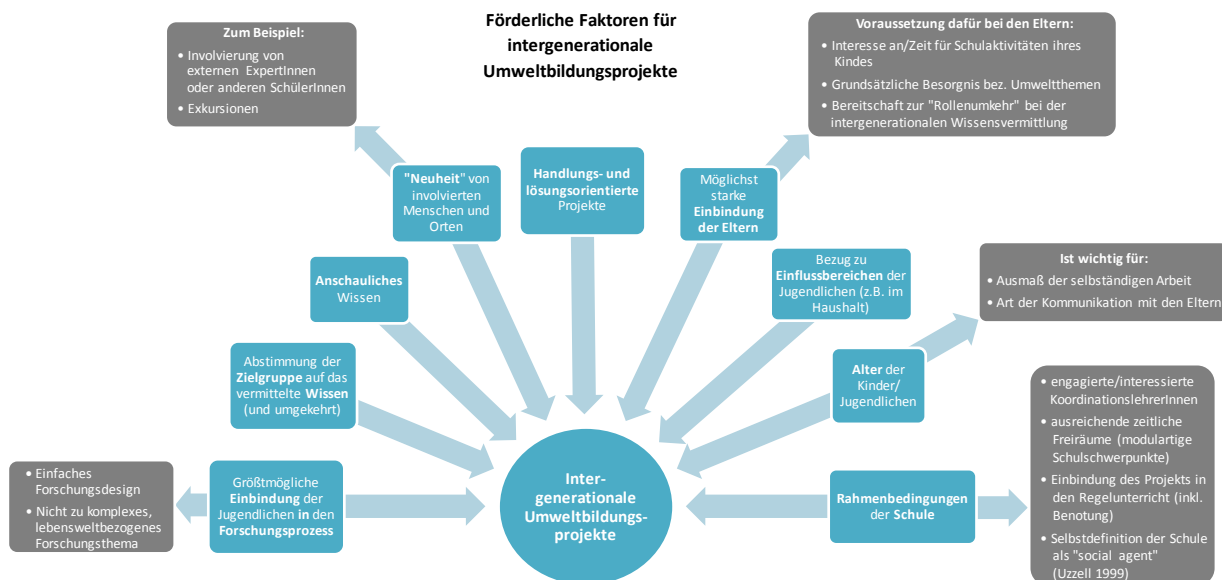 Förderliche Faktoren für
intergenerationale
Umweltbildungsprojekte
Zum Beispiel:
• Involvierung von
externen ExpertInnen
oder anderen SchülerInnen
• Exkursionen
Voraussetzung dafür bei den Eltern:
• Interesse an/Zeit für Schulaktivitäten ihres
Kindes
• Grundsätzliche Besorgnis bez. Umweltthemen
• Bereitschaft zur "Rollenumkehr" bei der
intergenerationalen Wissensvermittlung
"Neuheit" von
involvierten
Menschen und
Orten
Handlungs- und
lösungsorientierte
Projekte
Möglichst
starke
Einbindung
der Eltern
Anschauliches
Wissen
Bezug zu
Einflussbereichen der
Jugendlichen (z.B. im
Haushalt)
Ist wichtig für:
• Ausmaß der selbständigen Arbeit
• Art der Kommunikation mit den Eltern
Abstimmung der
Zielgruppe auf das
vermittelte Wissen
(und umgekehrt)
Alter der
Kinder/
Jugendlichen
• Einfaches
Forschungsdesign
• Nicht zu komplexes,
lebensweltbezogenes
Forschungsthema
Größtmögliche
Einbindung der
Jugendlichen in den
Forschungsprozess
Inter-
generationale
Umweltbildungs-
projekte
Rahmenbedingungen
der Schule
• engagierte/interessierte
KoordinationslehrerInnen
• ausreichende zeitliche
Freiräume (modulartige
Schulschwerpunkte)
• Einbindung des Projekts in
den Regelunterricht (inkl.
Benotung)
• Selbstdefinition der Schule
als "social agent"
(Uzzell 1999)